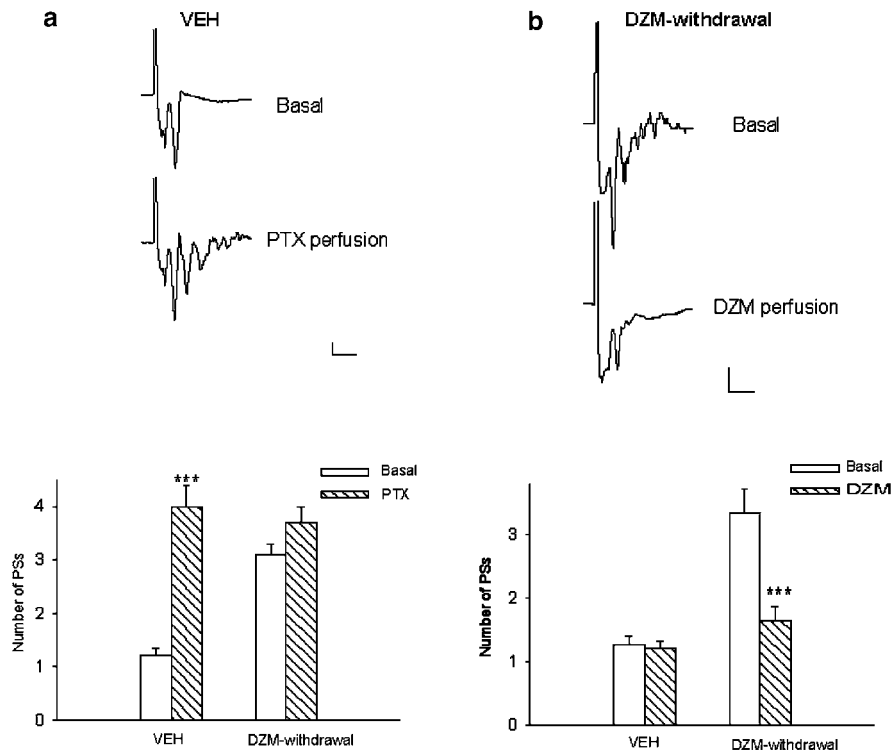 a
VEH
Basal
PTX perfusion
Basal
PTX
***
4
3
2
1
0
Number of PSs
VEH
DZM-withdrawal
b
DZM-withdrawal
Basal
DZM perfusion
Basal
DZM
***
3
2
1
0
Number of PSs
VEH
DZM-withdrawal